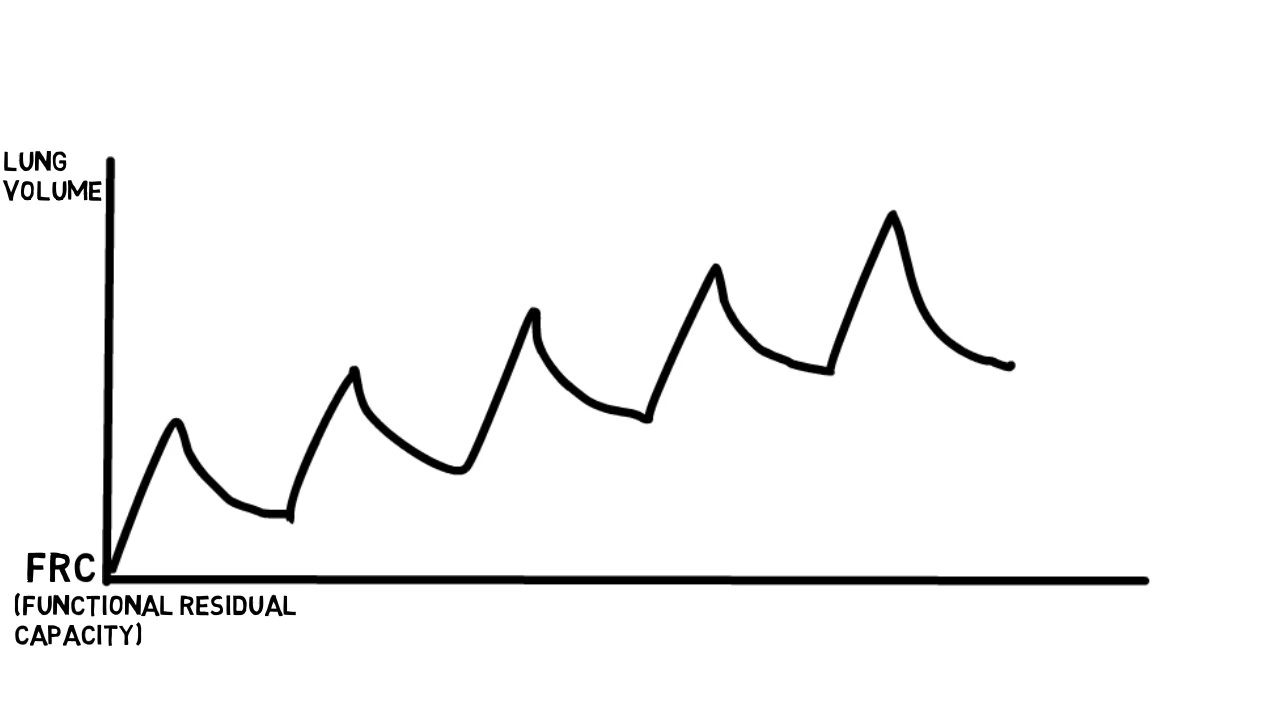 LUNG
VOLUME
FRC
(FUNCTIONAL RESIDUAL
CAPACITY)